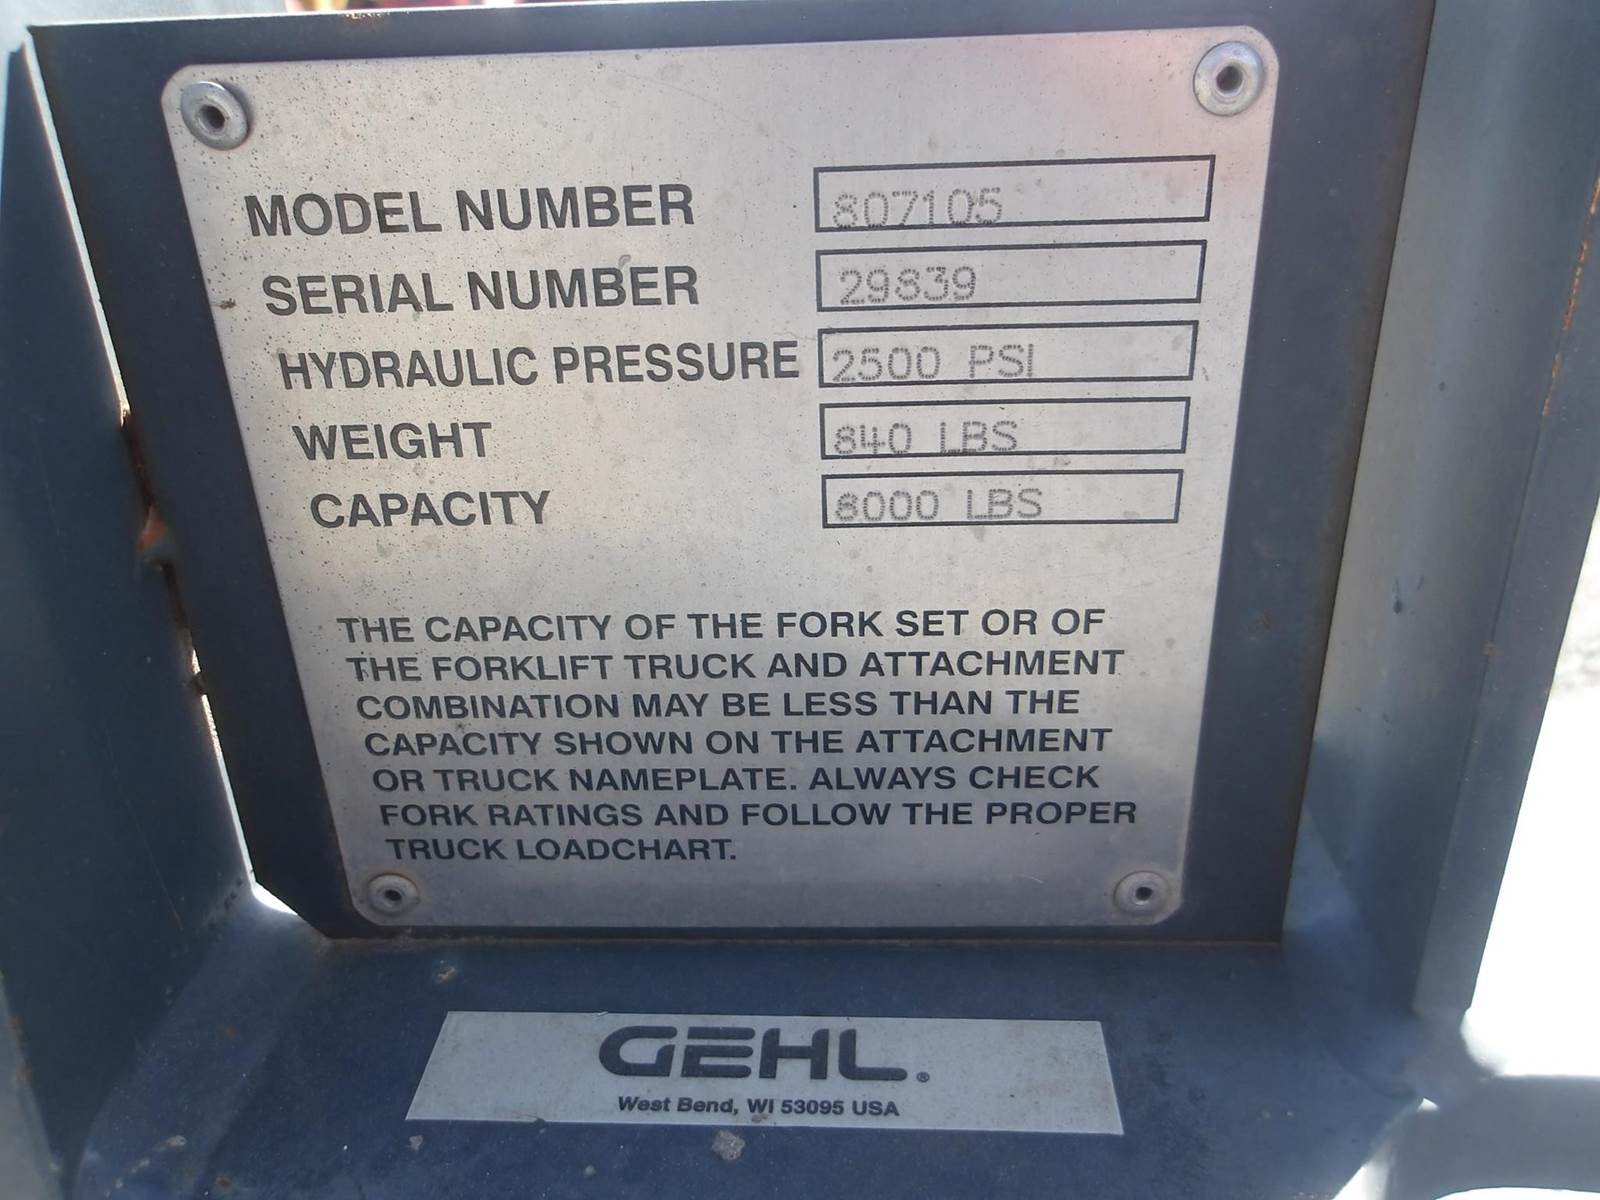 MODEL NUMBER 807105
SERIAL NUMBER 29839
HYDRAULIC PRESSURE 2500 PSI
WEIGHT 840 LBS
CAPACITY 8000 LBS
THE CAPACITY OF THE FORK SET OR OF
THE FORKLIFT TRUCK AND ATTACHMENT
COMBINATION MAY BE LESS THAN THE
CAPACITY SHOWN ON THE ATTACHMENT
OR TRUCK NAMEPLATE. ALWAYS CHECK
FORK RATINGS AND FOLLOW THE PROPER
TRUCK LOADCHART.
GEHL®
West Bend, WI 53095 USA